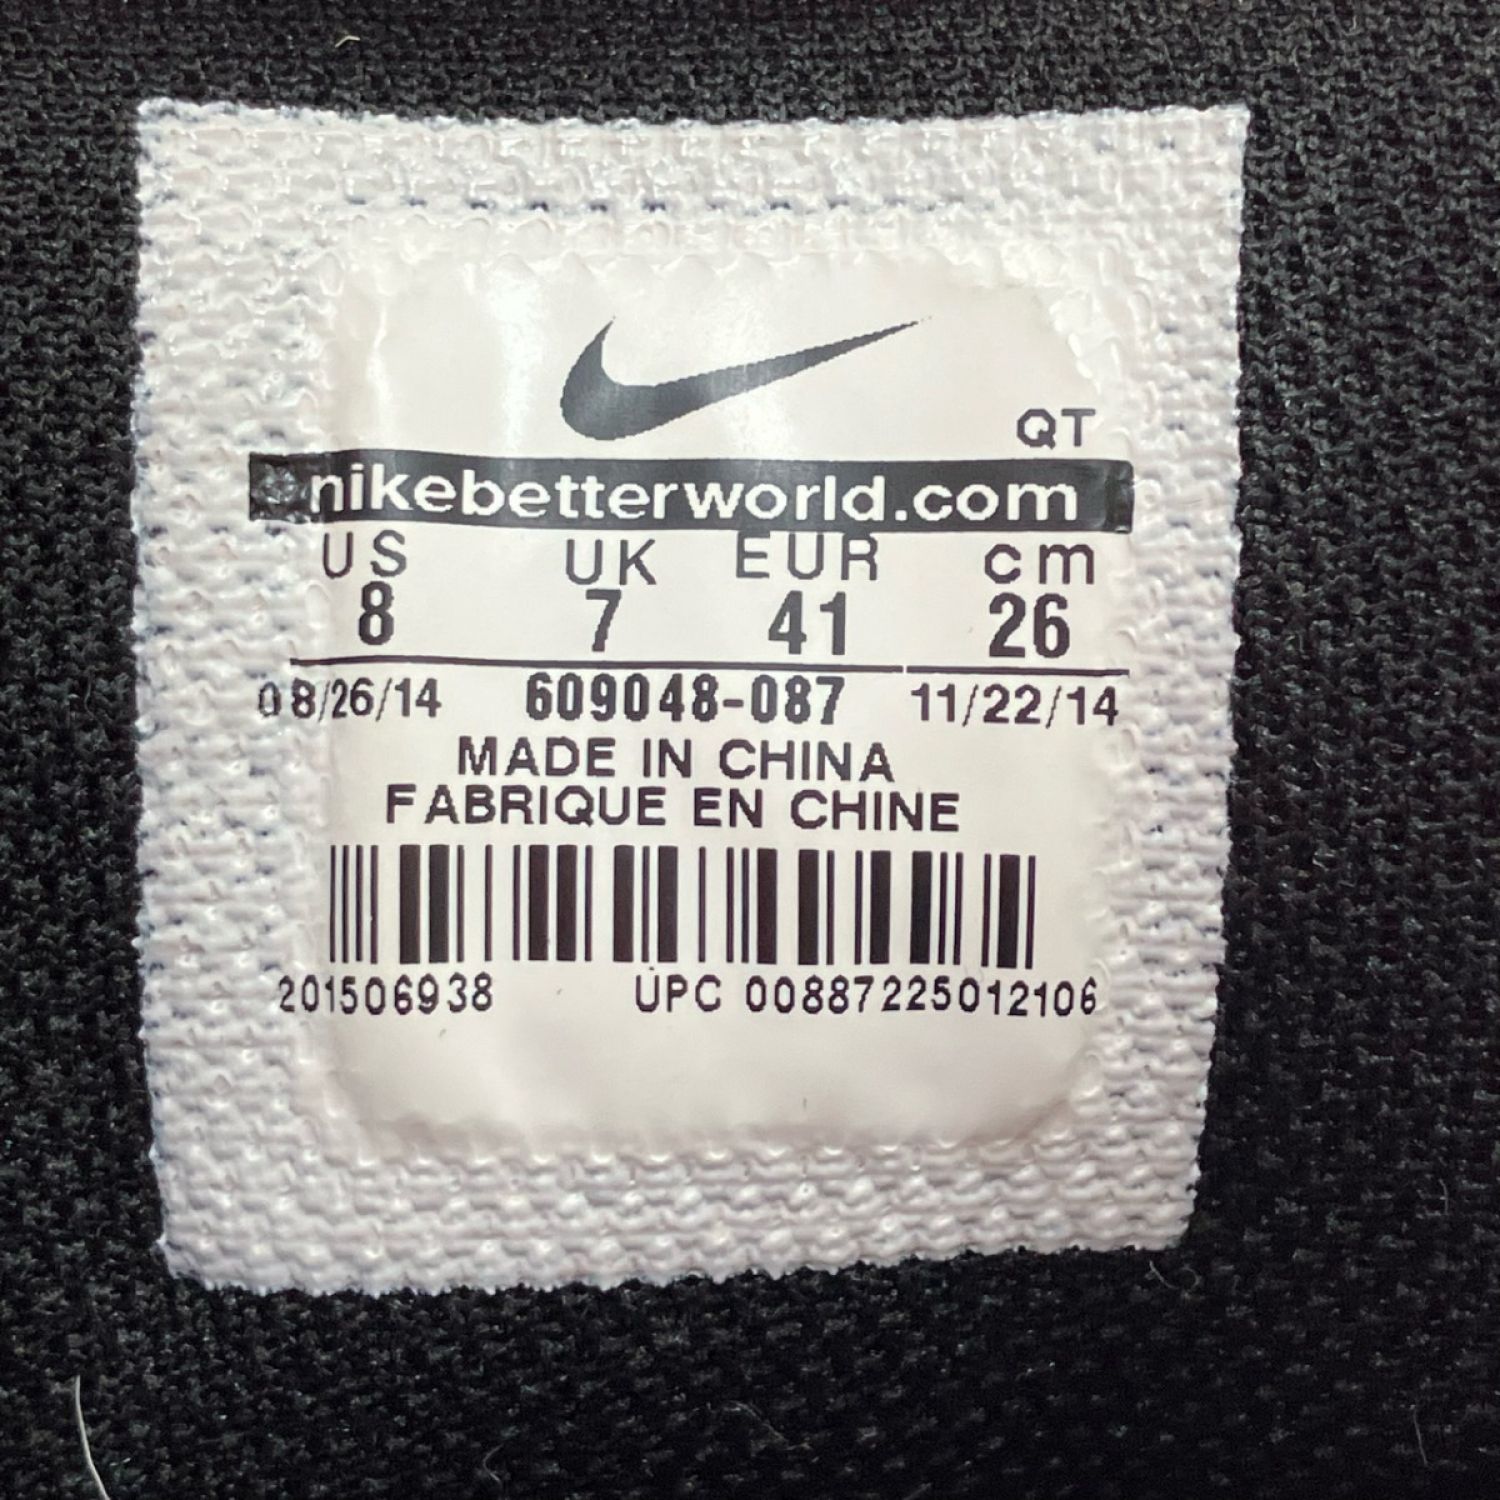 QT
nikebetterworld.com
US UK EUR cm
8 7 41 26
08/26/14 609048-087 11/22/14
MADE IN CHINA
FABRIQUE EN CHINE
201506938 UPC 00887225012106